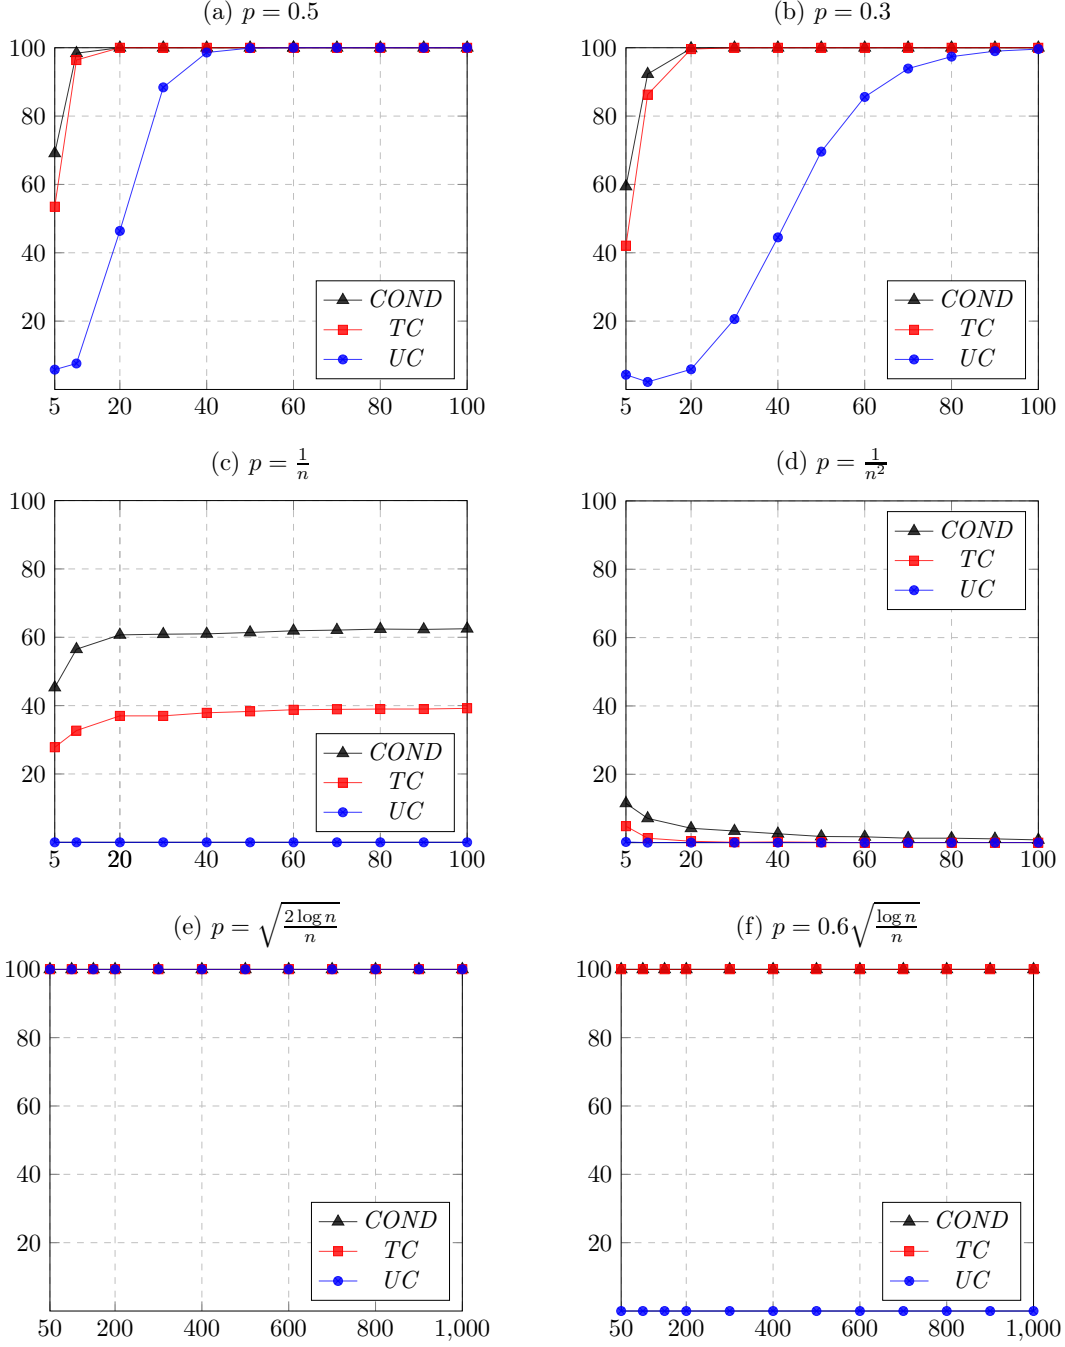 (a) p = 0.5
100
80
60
40
20
5 20 40 60 80 100
COND
TC
UC
(b) p = 0.3
100
80
60
40
20
5 20 40 60 80 100
COND
TC
UC
(c) p = 1/n
100
80
60
40
20
5 20 40 60 80 100
COND
TC
UC
(d) p = 1/n²
100
80
60
40
20
5 20 40 60 80 100
COND
TC
UC
(e) p = √(2 log n / n)
100
80
60
40
20
50 200 400 600 800 1,000
COND
TC
UC
(f) p = 0.6√(log n / n)
100
80
60
40
20
50 200 400 600 800 1,000
COND
TC
UC